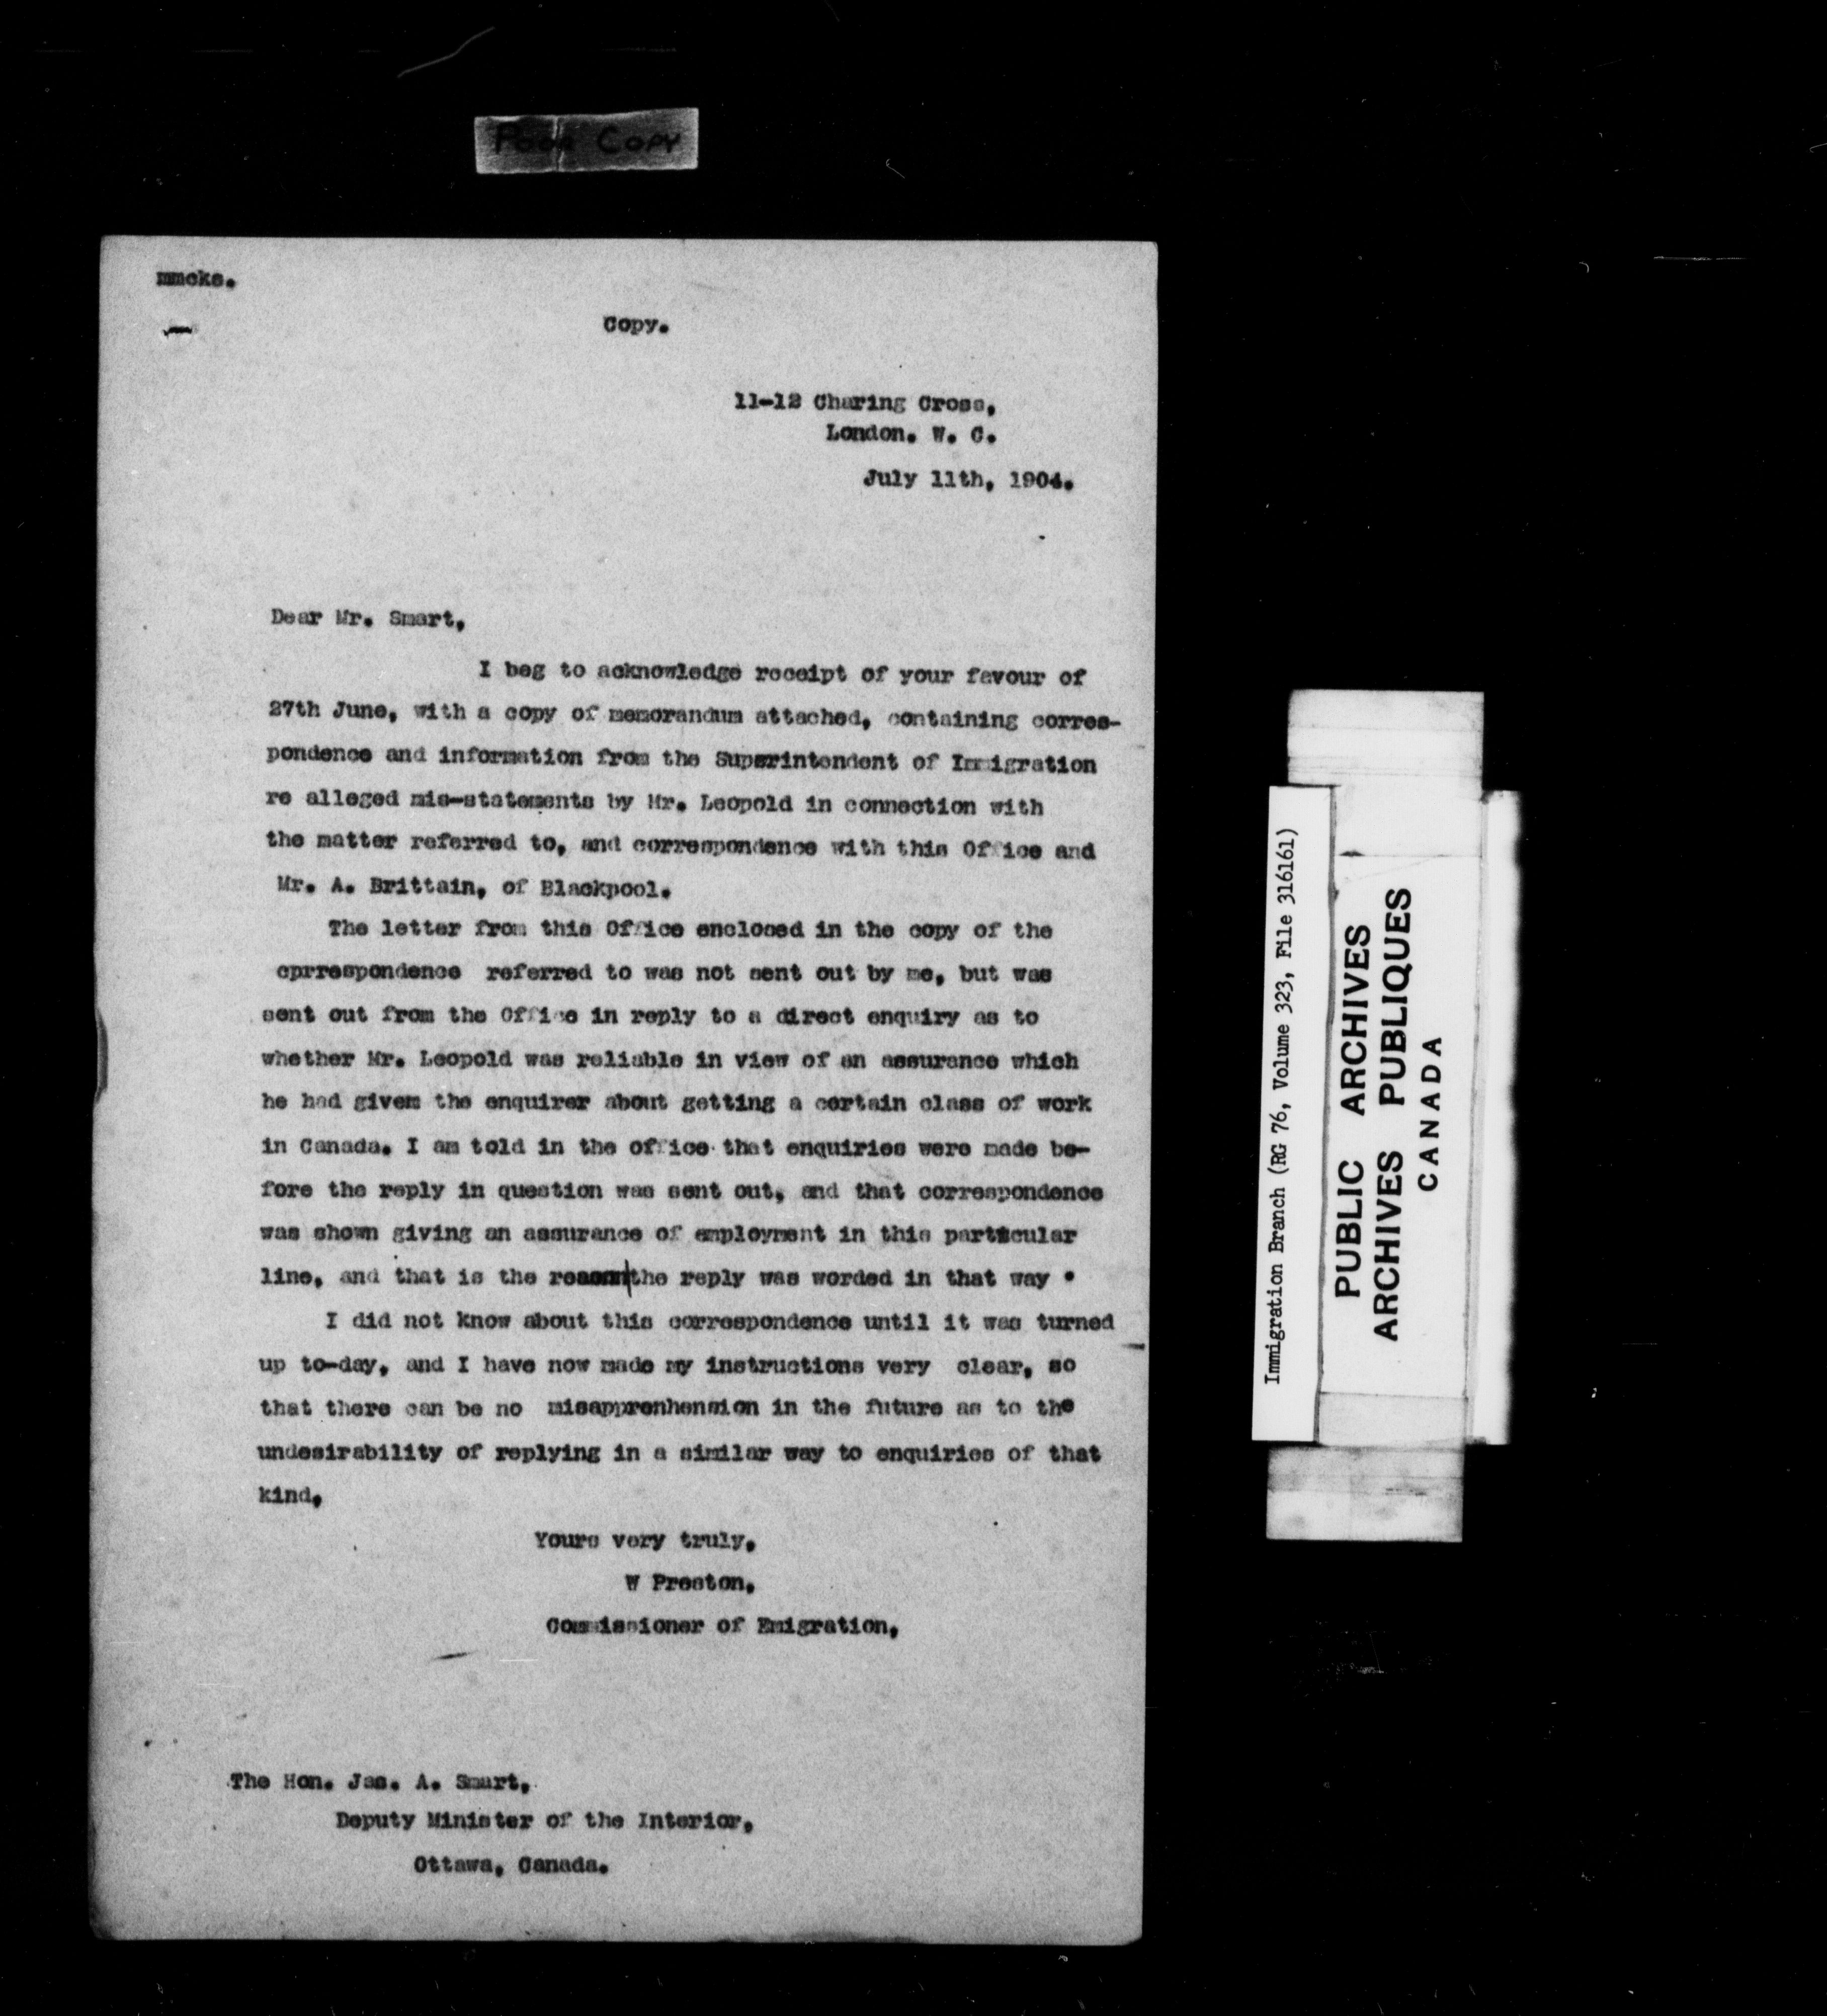 Poor Copy
mmcks.
Copy.
11-12 Charing Cross,
London. W. C.
July 11th, 1904.
Dear Mr. Smart,
I beg to acknowledge receipt of your favour of
27th June, with a copy of memorandum attached, containing corres-
pondence and information from the Superintendent of Immigration
re alleged mis-statements by Mr. Leopold in connection with
the matter referred to, and correspondence with this Office and
Mr. A. Brittain, of Blackpool.
The letter from this Office enclosed in the copy of the
cprrespondence referred to was not sent out by me, but was
sent out from the Office in reply to a direct enquiry as to
whether Mr. Leopold was reliable in view of an assurance which
he had givem the enquirer about getting a certain class of work
in Canada. I am told in the office that enquiries were made be-
fore the reply in question was sent out, and that correspondence
was shown giving an assurance of employment in this particular
line, and that is the reason the reply was worded in that way .
I did not know about this correspondence until it was turned
up to-day, and I have now made my instructions very clear, so
that there can be no misapprenhension in the future as to the
undesirability of replying in a similar way to enquiries of that
kind,
Yours very truly,
W Preston,
Commissioner of Emigration,
The Hon. Jas. A. Smart,
Deputy Minister of the Interior,
Ottawa, Canada.
Immigration Branch (RG 76, Volume 323, File 316161)
PUBLIC ARCHIVES
ARCHIVES PUBLIQUES
CANADA